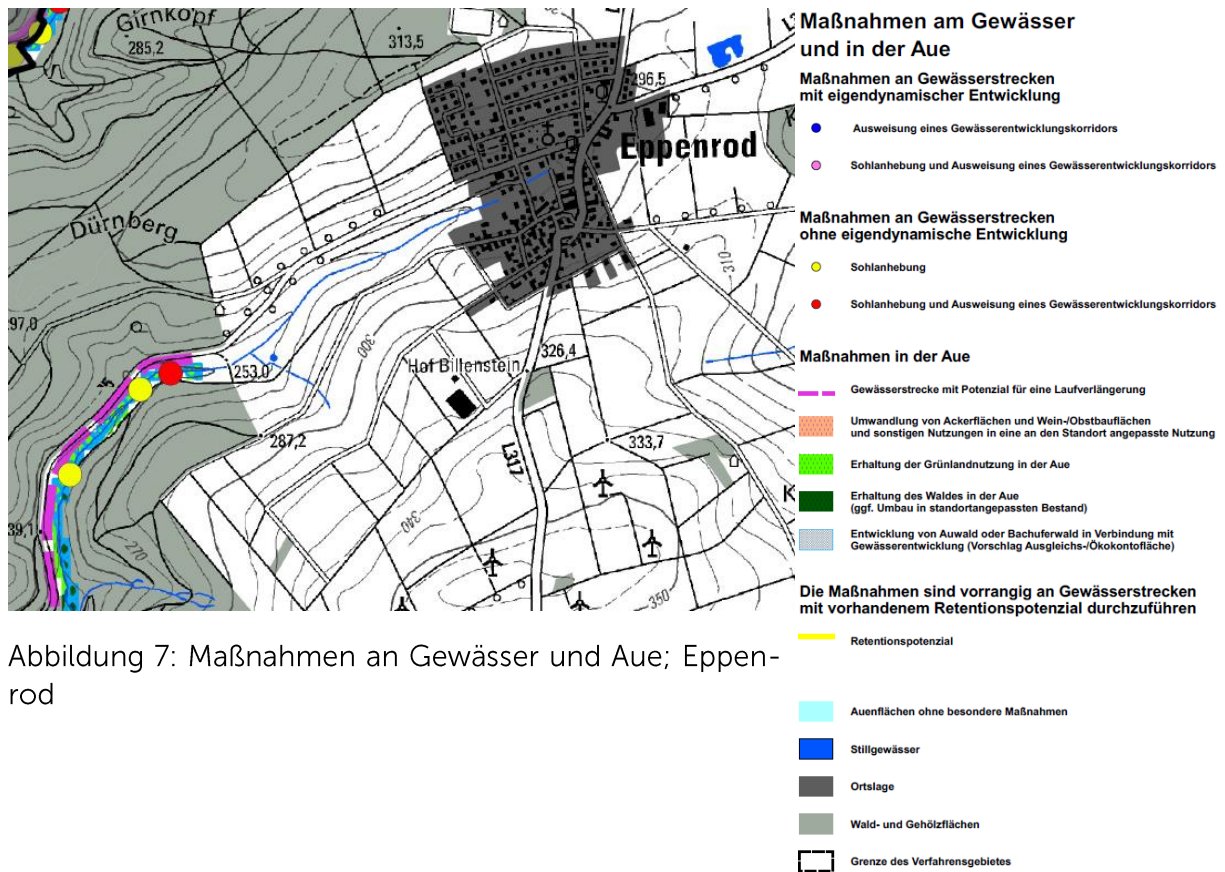 Girnkopf
285,2
313,5
296,5
Eppenrod
Dürnberg
310
297,0
300
326,4
Hof Billenstein
253,0
287,2
L317
333,7
39,1
340
270
350
Abbildung 7: Maßnahmen an Gewässer und Aue; Eppen-
rod
Maßnahmen am Gewässer
und in der Aue
Maßnahmen an Gewässerstrecken
mit eigendynamischer Entwicklung
Ausweisung eines Gewässerentwicklungskorridors
Sohlanhebung und Ausweisung eines Gewässerentwicklungskorridors
Maßnahmen an Gewässerstrecken
ohne eigendynamische Entwicklung
Sohlanhebung
Sohlanhebung und Ausweisung eines Gewässerentwicklungskorridors
Maßnahmen in der Aue
Gewässerstrecke mit Potenzial für eine Laufverlängerung
Umwandlung von Ackerflächen und Wein-/Obstbauflächen
und sonstigen Nutzungen in eine an den Standort angepasste Nutzung
Erhaltung der Grünlandnutzung in der Aue
Erhaltung des Waldes in der Aue
(ggf. Umbau in standortangepassten Bestand)
Entwicklung von Auwald oder Bachuferwald in Verbindung mit
Gewässerentwicklung (Vorschlag Ausgleichs-/Ökokontofläche)
Die Maßnahmen sind vorrangig an Gewässerstrecken
mit vorhandenem Retentionspotenzial durchzuführen
Retentionspotenzial
Auenflächen ohne besondere Maßnahmen
Stillgewässer
Ortslage
Wald- und Gehölzflächen
Grenze des Verfahrensgebietes